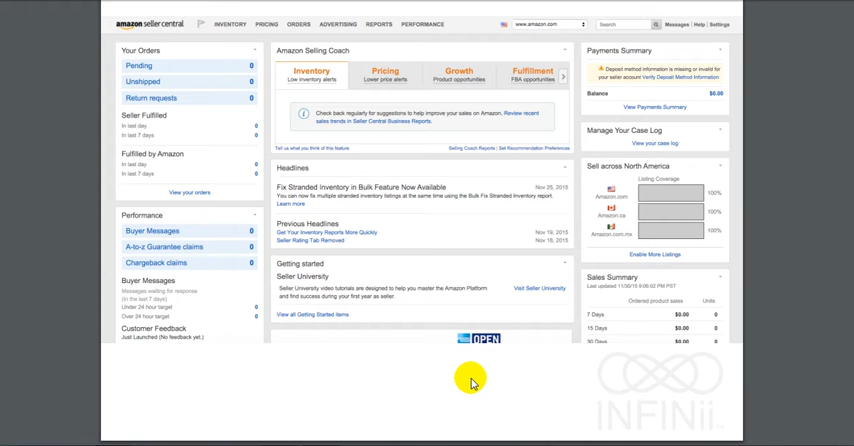 amazon seller central INVENTORY PRICING ORDERS ADVERTISING REPORTS PERFORMANCE www.amazon.com Search Messages | Help | Settings
Your Orders
Pending 0
Unshipped 0
Return requests 0
Seller Fulfilled
In last day 0
In last 7 days 0
Fulfilled by Amazon
In last day 0
In last 7 days 0
View your orders
Performance
Buyer Messages 0
A-to-z Guarantee claims 0
Chargeback claims 0
Buyer Messages
Messages waiting for response
(in the last 7 days)
Under 24 hour target 0
Over 24 hour target 0
Customer Feedback
Just Launched (No feedback yet.)
Amazon Selling Coach
Inventory Pricing Growth Fulfillment
Low inventory alerts Lower price alerts Product opportunities FBA opportunities
Check back regularly for suggestions to help improve your sales on Amazon. Review recent
sales trends in Seller Central Business Reports.
Tell us what you think of this feature Selling Coach Reports | Set Recommendation Preferences
Headlines
Fix Stranded Inventory in Bulk Feature Now Available Nov 25, 2015
You can now fix multiple stranded inventory listings at the same time using the Bulk Fix Stranded Inventory report.
Learn more
Previous Headlines
Get Your Inventory Reports More Quickly Nov 19, 2015
Seller Rating Tab Removed Nov 18, 2015
Getting started
Seller University
Seller University video tutorials are designed to help you master the Amazon Platform Visit Seller University
and find success during your first year as seller.
View all Getting Started items
OPEN
Payments Summary
Deposit method information is missing or invalid for
your seller account Verify Deposit Method Information
Balance $0.00
View Payments Summary
Manage Your Case Log
View your case log
Sell across North America
Listing Coverage
Amazon.com 100%
Amazon.ca 100%
Amazon.com.mx 100%
Enable More Listings
Sales Summary
Last updated 11/30/15 9:06:02 PM PST
Ordered product sales Units
7 Days $0.00 0
15 Days $0.00 0
30 Days $0.00 0
INFINii